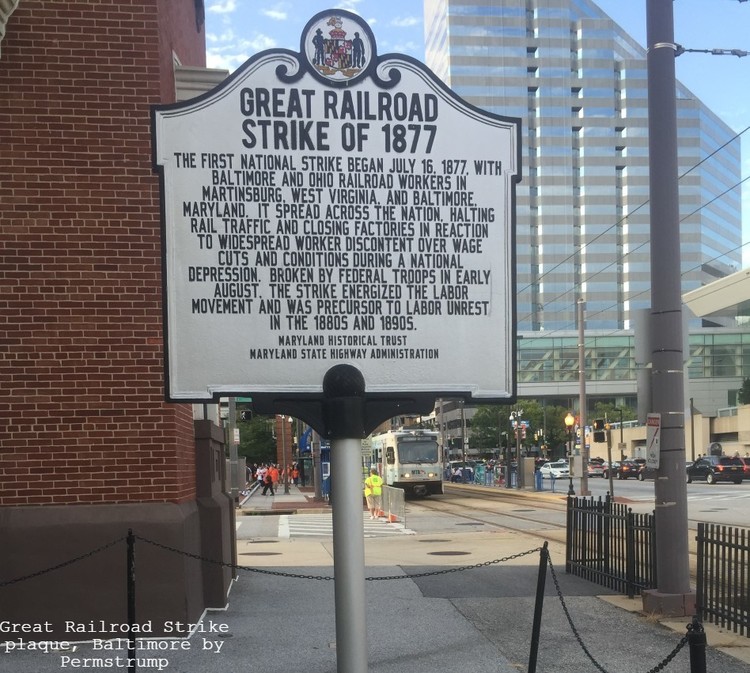 GREAT RAILROAD
STRIKE OF 1877
THE FIRST NATIONAL STRIKE BEGAN JULY 16, 1877, WITH
BALTIMORE AND OHIO RAILROAD WORKERS IN
MARTINSBURG, WEST VIRGINIA, AND BALTIMORE,
MARYLAND. IT SPREAD ACROSS THE NATION, HALTING
RAIL TRAFFIC AND CLOSING FACTORIES IN REACTION
TO WIDESPREAD WORKER DISCONTENT OVER WAGE
CUTS AND CONDITIONS DURING A NATIONAL
DEPRESSION. BROKEN BY FEDERAL TROOPS IN EARLY
AUGUST, THE STRIKE ENERGIZED THE LABOR
MOVEMENT AND WAS PRECURSOR TO LABOR UNREST
IN THE 1880S AND 1890S.
MARYLAND HISTORICAL TRUST
MARYLAND STATE HIGHWAY ADMINISTRATION
Great Railroad Strike
plaque, Baltimore by
Permstrump